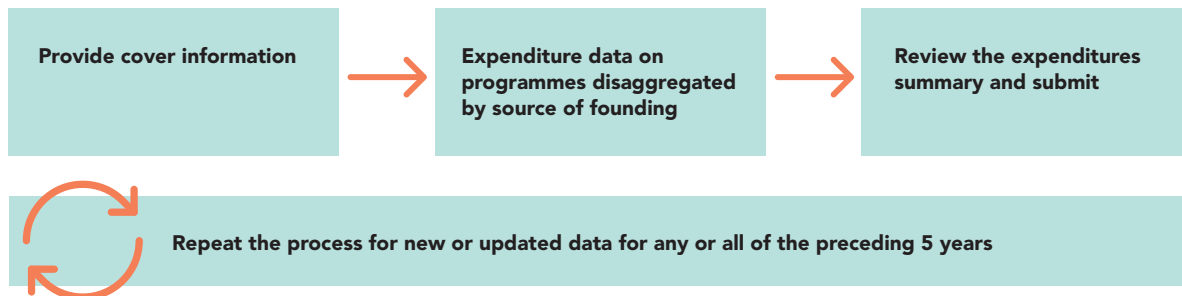 Provide cover information
Expenditure data on
programmes disaggregated
by source of founding
Review the expenditures
summary and submit
Repeat the process for new or updated data for any or all of the preceding 5 years